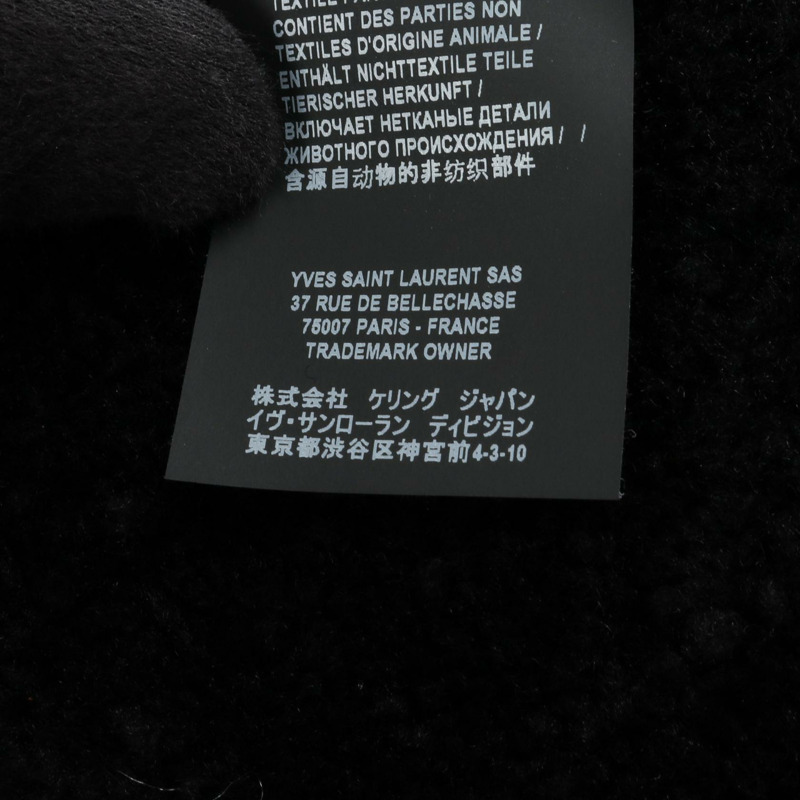 CONTIENT DES PARTIES NON
TEXTILES D'ORIGINE ANIMALE /
ENTHÄLT NICHTTEXTILE TEILE
TIERISCHER HERKUNFT /
ВКЛЮЧАЕТ НЕТКАНЫЕ ДЕТАЛИ
ЖИВОТНОГО ПРОИСХОЖДЕНИЯ / /
含源自动物的非纺织部件
YVES SAINT LAURENT SAS
37 RUE DE BELLECHASSE
75007 PARIS - FRANCE
TRADEMARK OWNER
株式会社 ケリング ジャパン
イヴ・サンローラン ディビジョン
東京都渋谷区神宮前4-3-10